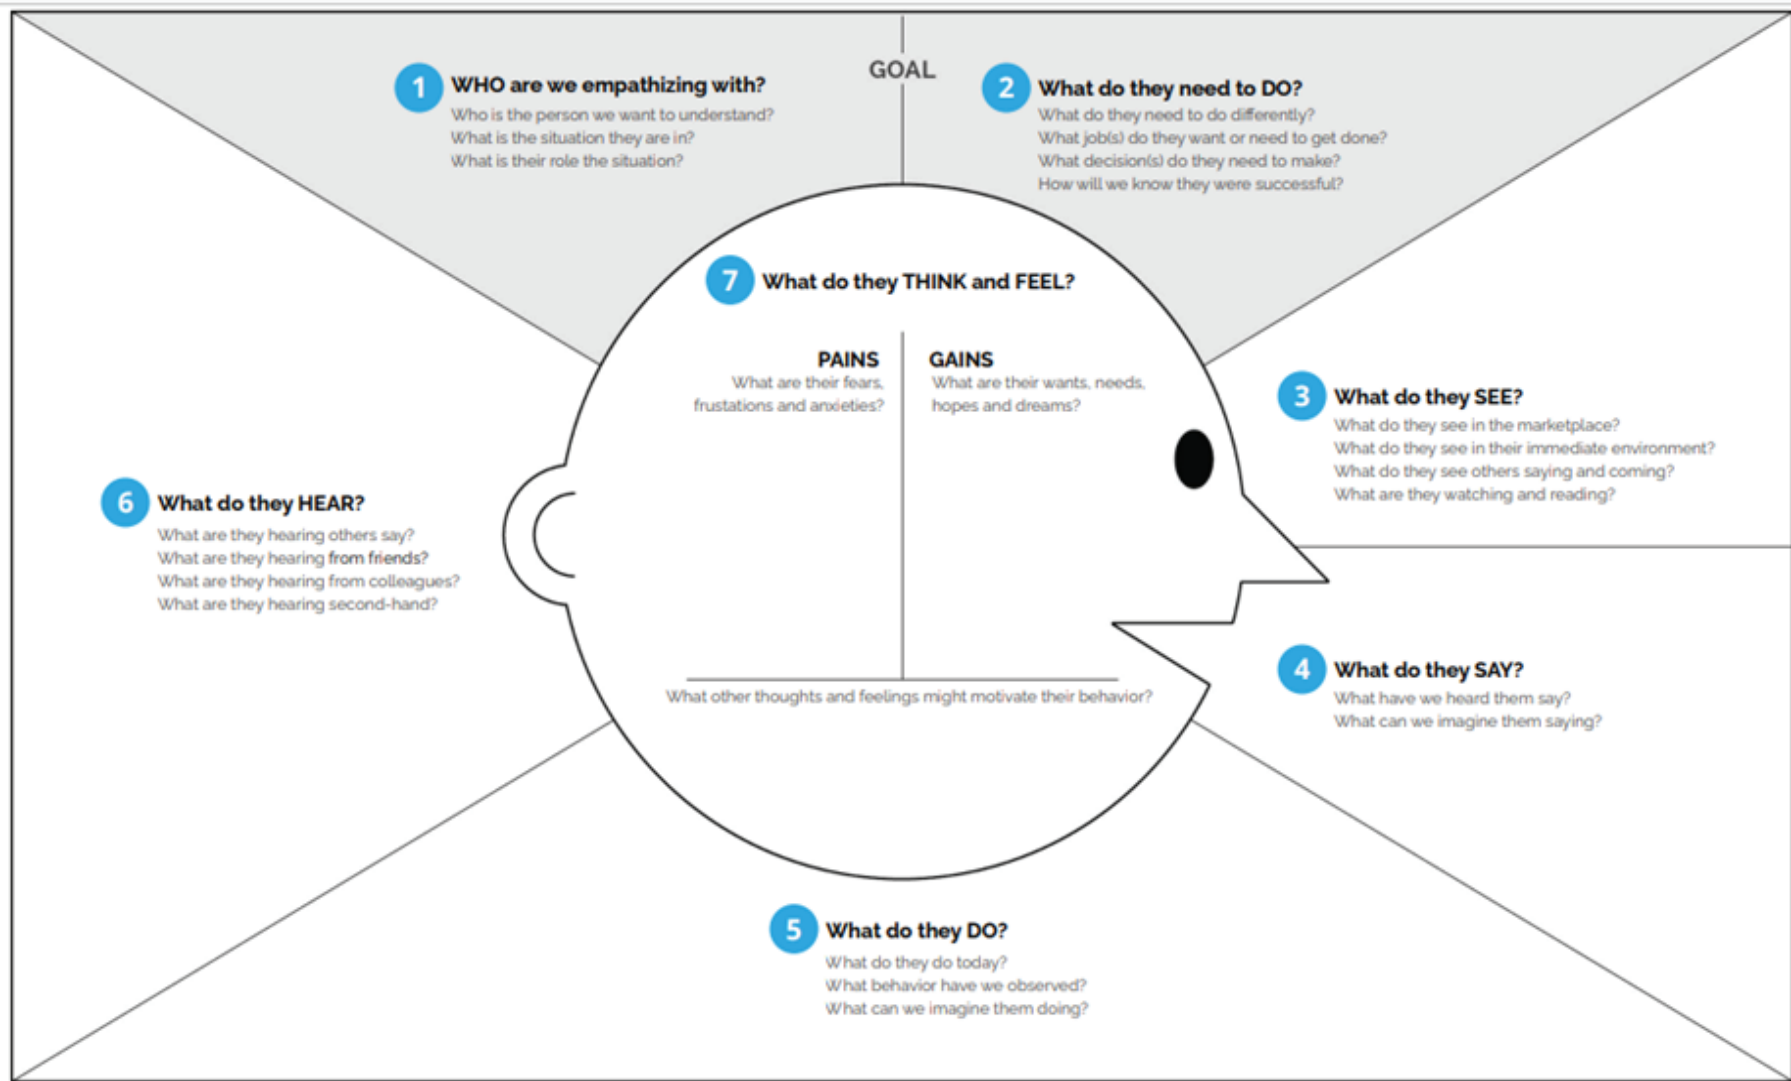 GOAL
1
WHO are we empathizing with?
Who is the person we want to understand?
What is the situation they are in?
What is their role the situation?
2
What do they need to DO?
What do they need to do differently?
What job(s) do they want or need to get done?
What decision(s) do they need to make?
How will we know they were successful?
7
What do they THINK and FEEL?
PAINS
What are their fears,
frustations and anxieties?
GAINS
What are their wants, needs,
hopes and dreams?
What other thoughts and feelings might motivate their behavior?
3
What do they SEE?
What do they see in the marketplace?
What do they see in their immediate environment?
What do they see others saying and coming?
What are they watching and reading?
4
What do they SAY?
What have we heard them say?
What can we imagine them saying?
5
What do they DO?
What do they do today?
What behavior have we observed?
What can we imagine them doing?
6
What do they HEAR?
What are they hearing others say?
What are they hearing from friends?
What are they hearing from colleagues?
What are they hearing second-hand?